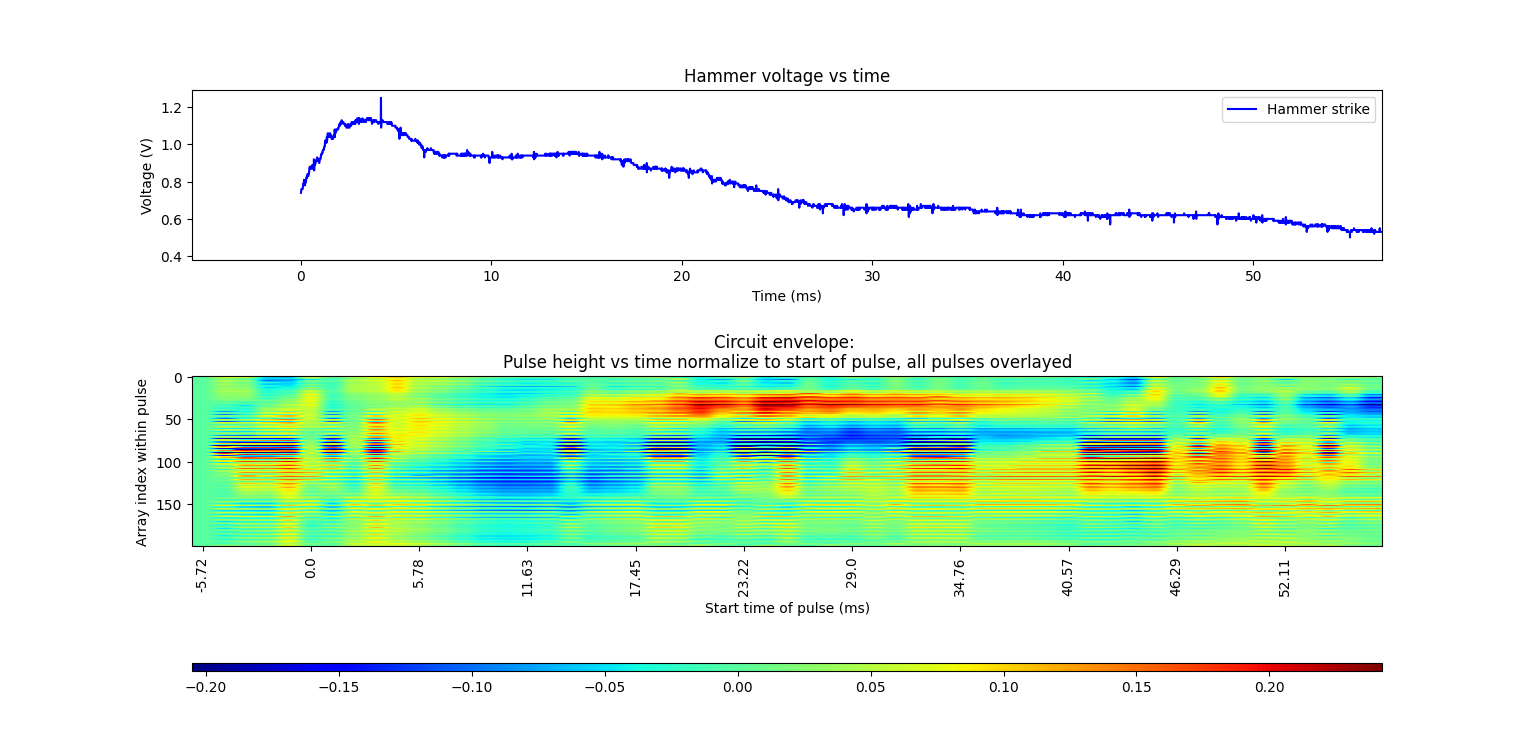 Hammer voltage vs time
Hammer strike
Voltage (V)
1.2
1.0
0.8
0.6
0.4
0 10 20 30 40 50
Time (ms)
Circuit envelope:
Pulse height vs time normalize to start of pulse, all pulses overlayed
Array index within pulse
0
50
100
150
-5.72 0.0 5.78 11.63 17.45 23.22 29.0 34.76 40.57 46.29 52.11
Start time of pulse (ms)
−0.20 −0.15 −0.10 −0.05 0.00 0.05 0.10 0.15 0.20